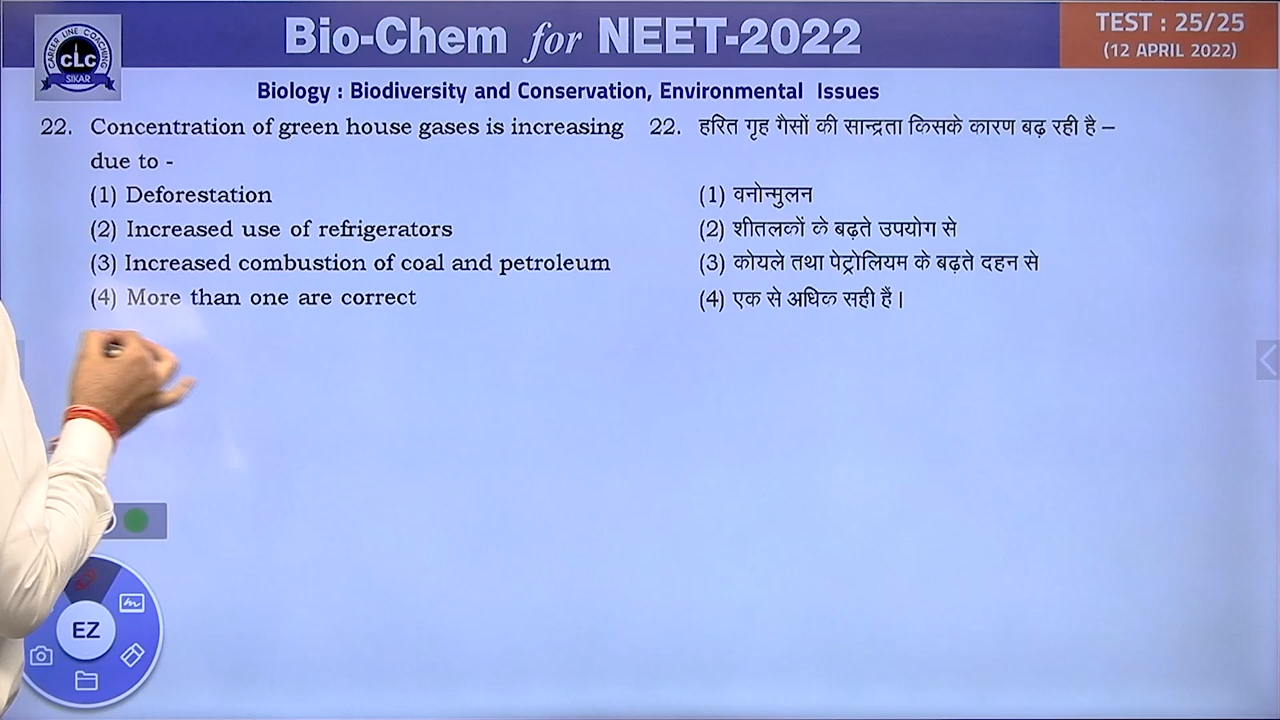 CAREER LINE COACHING
CLC
SIKAR
Bio-Chem for NEET-2022
TEST : 25/25
(12 APRIL 2022)
Biology : Biodiversity and Conservation, Environmental Issues
22. Concentration of green house gases is increasing
due to -
(1) Deforestation
(2) Increased use of refrigerators
(3) Increased combustion of coal and petroleum
(4) More than one are correct
22. हरित गृह गैसों की सान्द्रता किसके कारण बढ़ रही है –
(1) वनोन्मुलन
(2) शीतलकों के बढ़ते उपयोग से
(3) कोयले तथा पेट्रोलियम के बढ़ते दहन से
(4) एक से अधिक सही हैं।
EZ